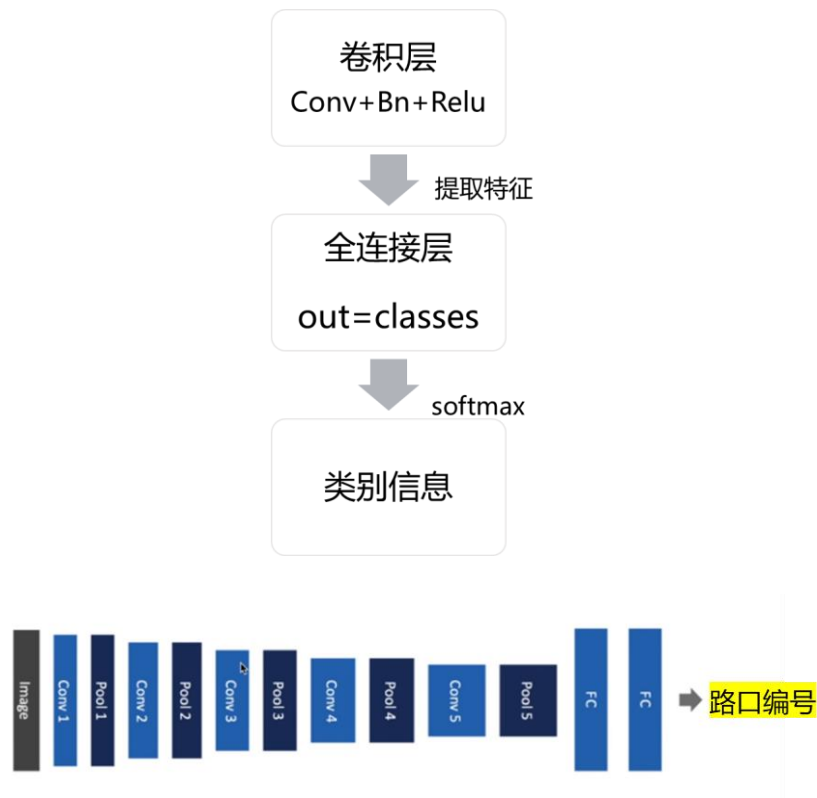 卷积层
Conv+Bn+Relu
提取特征
全连接层
out=classes
softmax
类别信息
Image
Conv 1
Pool 1
Conv 2
Pool 2
Conv 3
Pool 3
Conv 4
Pool 4
Conv 5
Pool 5
FC
FC
路口编号